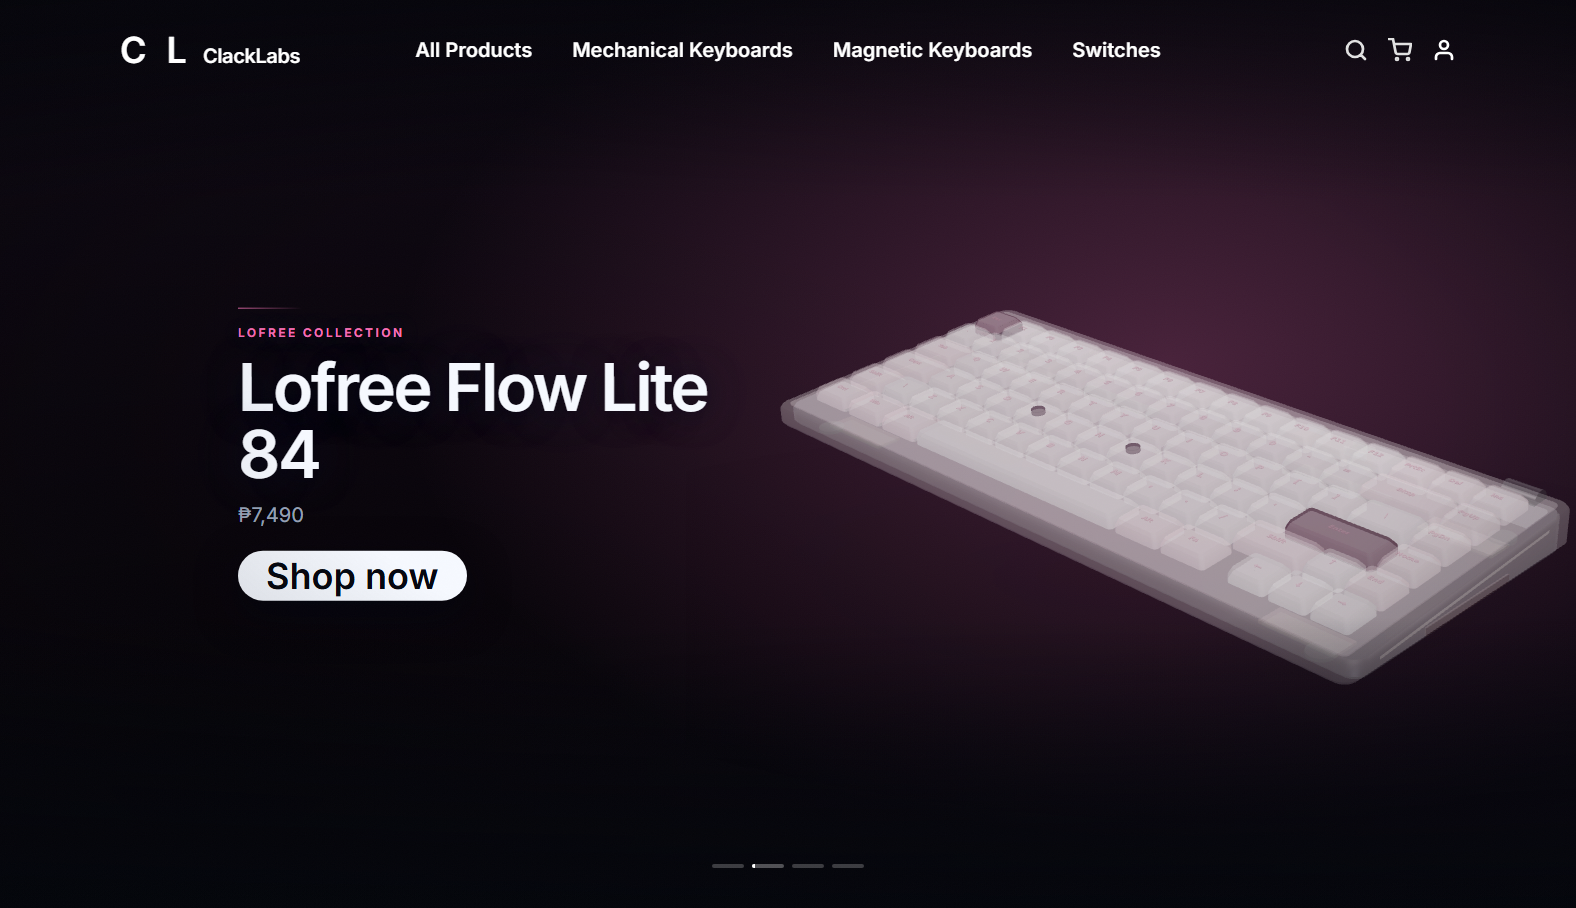 C L ClackLabs
All Products Mechanical Keyboards Magnetic Keyboards Switches
LOFREE COLLECTION
Lofree Flow Lite
84
₱7,490
Shop now